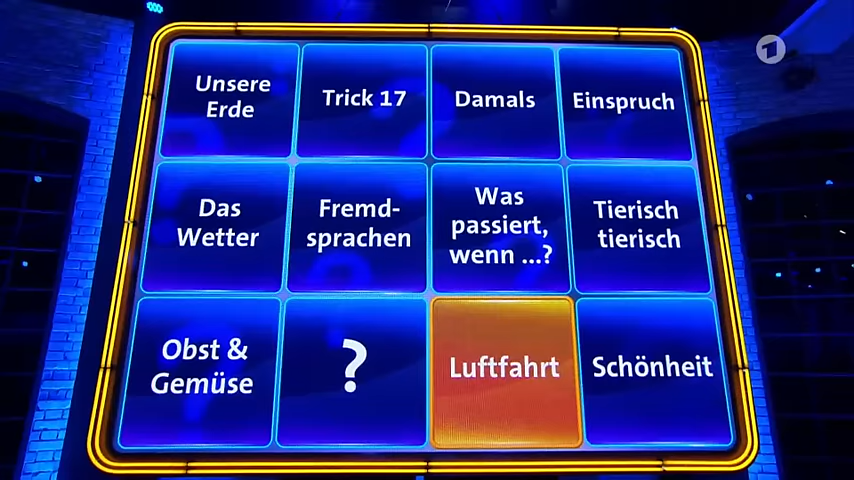 Unsere
Erde
Trick 17
Damals
Einspruch
Das
Wetter
Fremd-
sprachen
Was
passiert,
wenn ...?
Tierisch
tierisch
Obst &
Gemüse
?
Luftfahrt
Schönheit
1